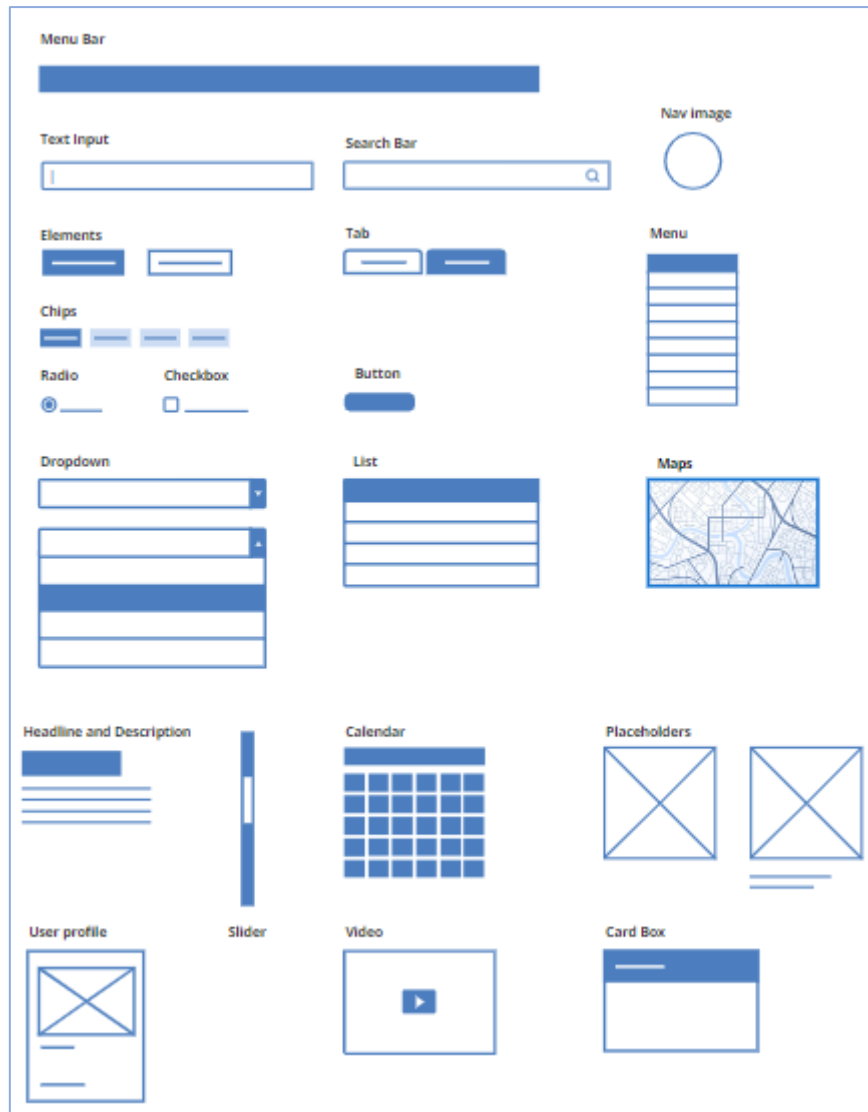 Menu Bar
Nav image
Text Input
Search Bar
Elements
Tab
Menu
Chips
Radio
Checkbox
Button
Dropdown
List
Maps
Headline and Description
Calendar
Placeholders
User profile
Slider
Video
Card Box